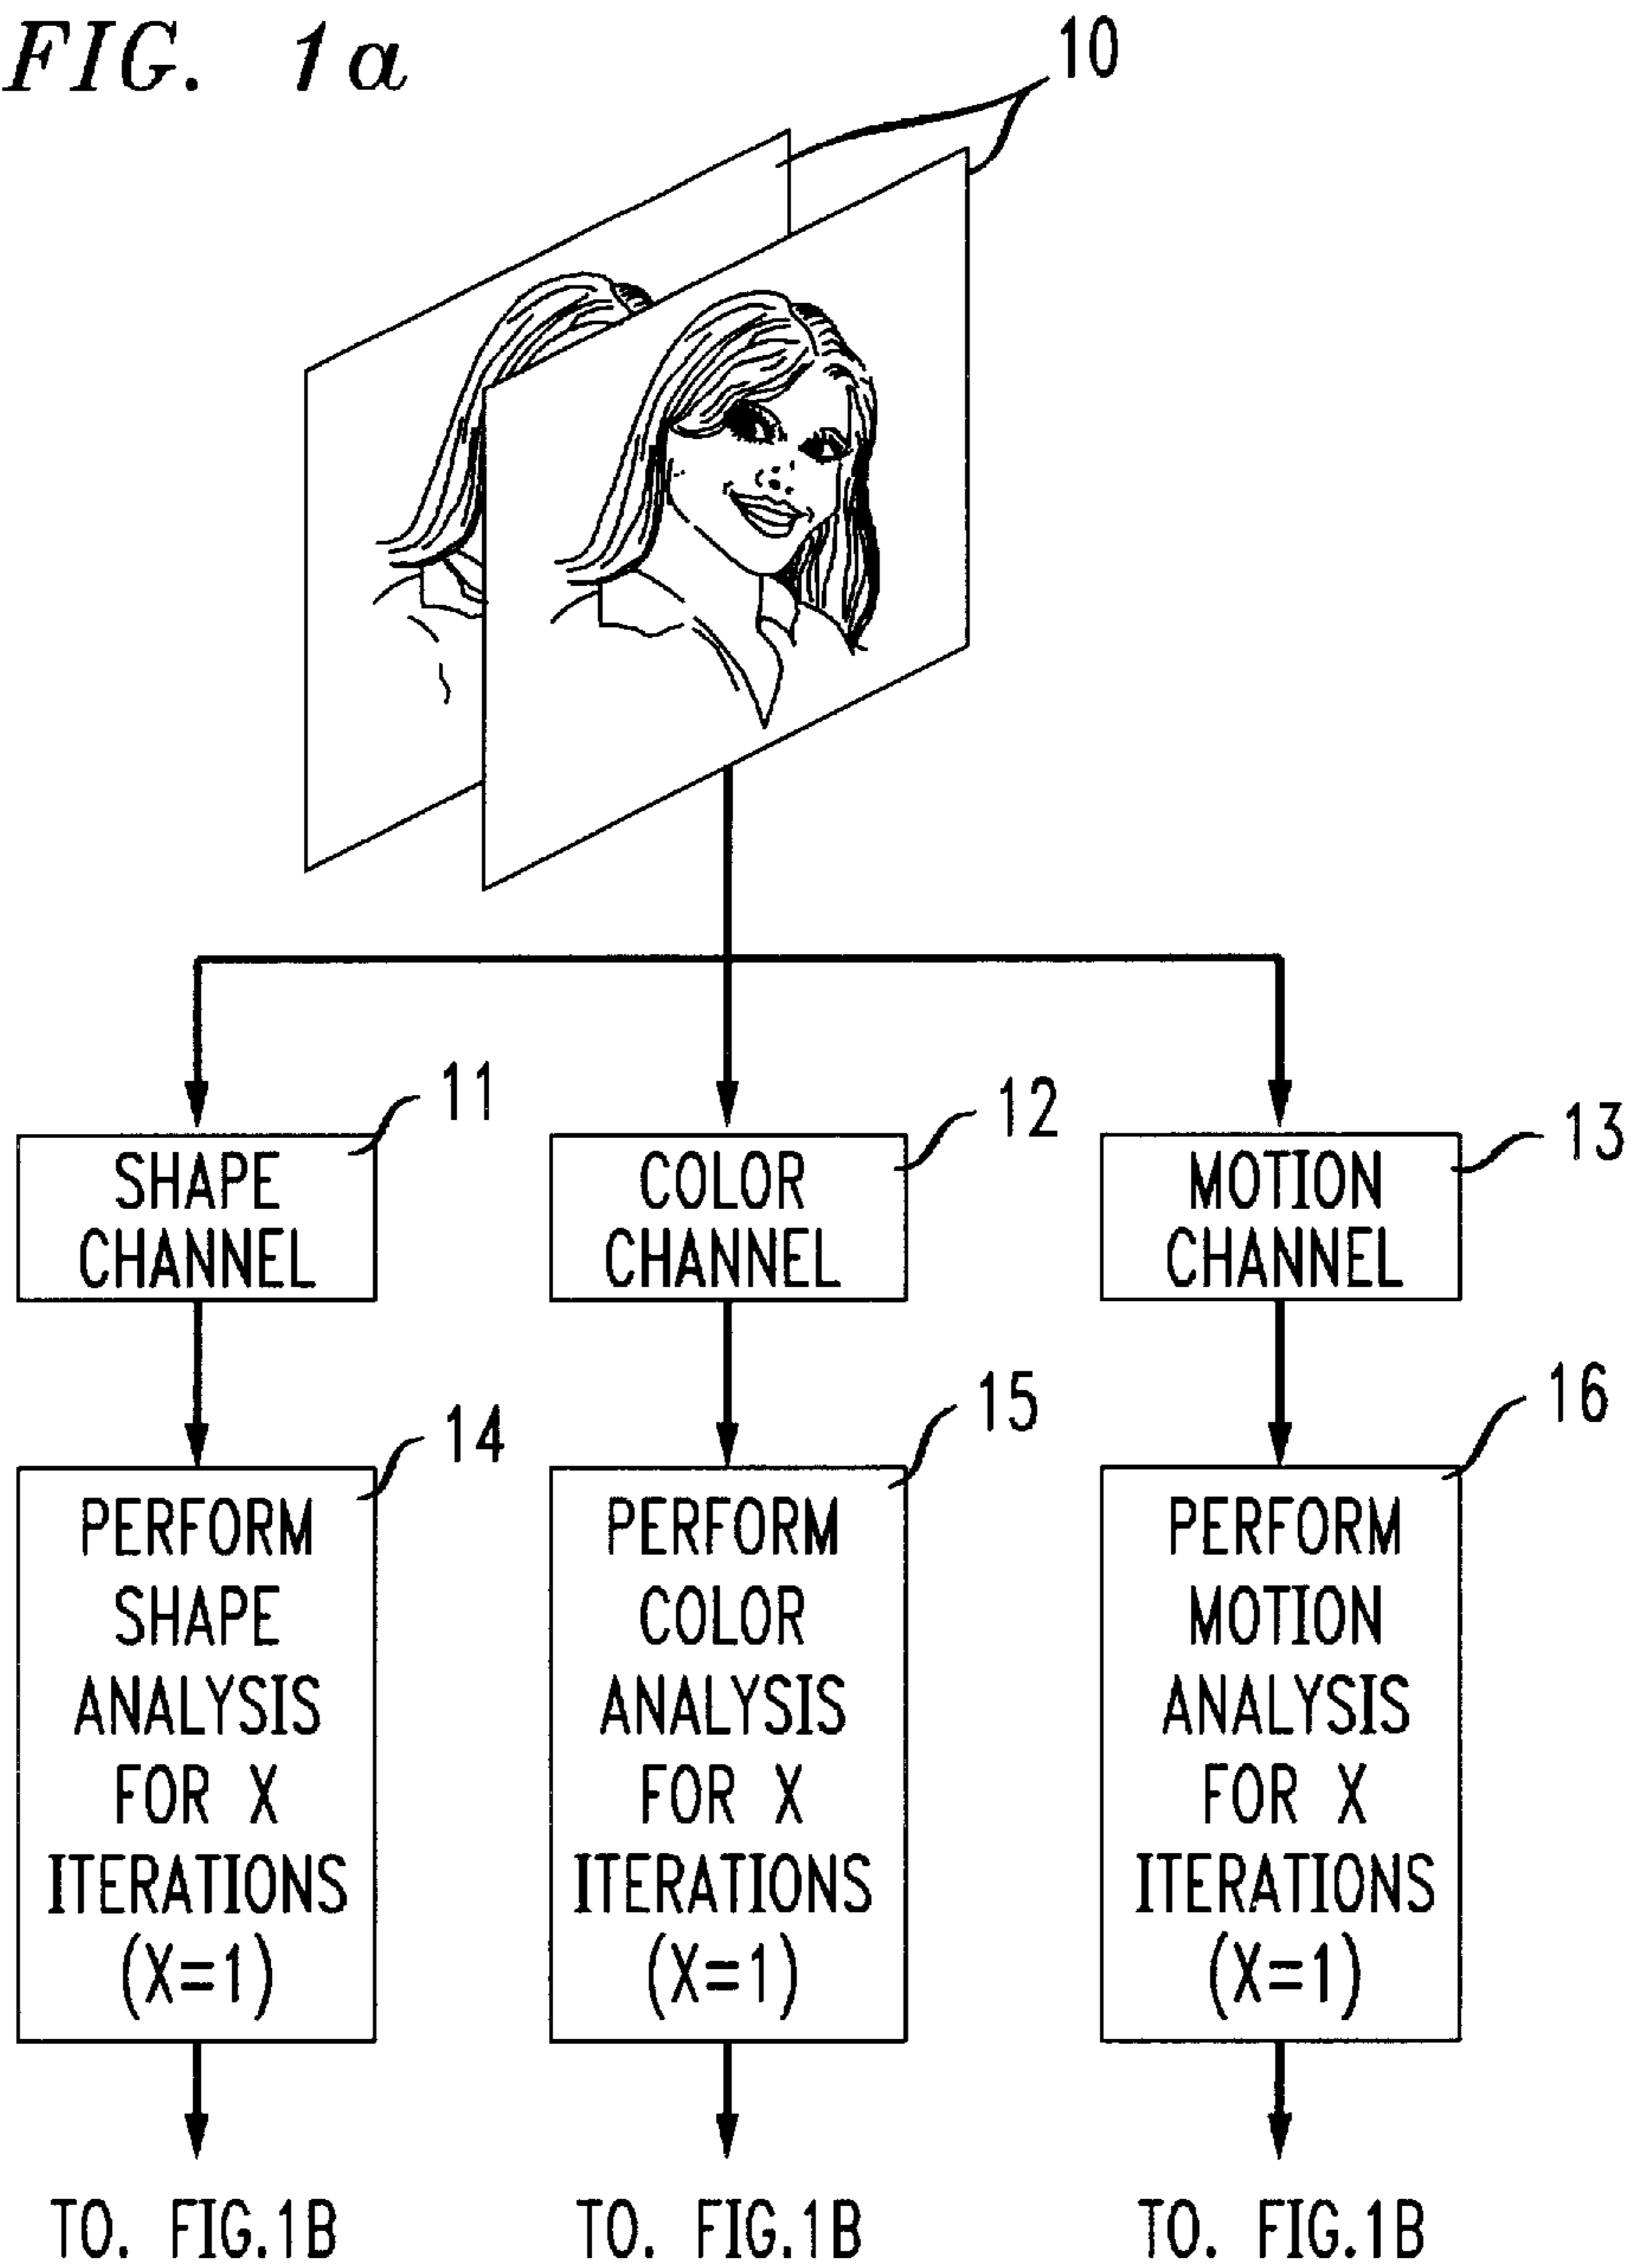 FIG. 1a
10
11
12
13
SHAPE
CHANNEL
COLOR
CHANNEL
MOTION
CHANNEL
14
15
16
PERFORM
SHAPE
ANALYSIS
FOR X
ITERATIONS
(X=1)
PERFORM
COLOR
ANALYSIS
FOR X
ITERATIONS
(X=1)
PERFORM
MOTION
ANALYSIS
FOR X
ITERATIONS
(X=1)
TO. FIG.1B
TO. FIG.1B
TO. FIG.1B